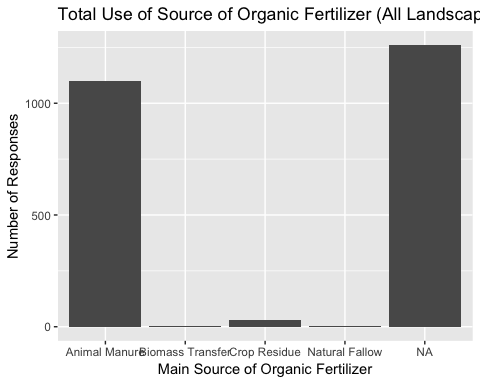 Total Use of Source of Organic Fertilizer (All Landscap
Number of Responses
1000
500
0
Animal Manure Biomass Transfer Crop Residue Natural Fallow NA
Main Source of Organic Fertilizer